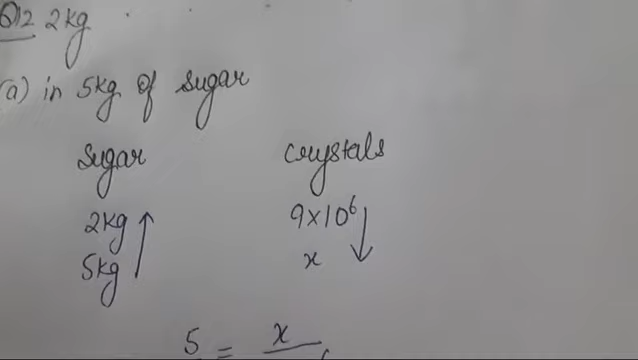 Q12 2kg
(a) in 5kg of sugar
Sugar crystals
2kg 9×10⁶
5kg x
5 = x